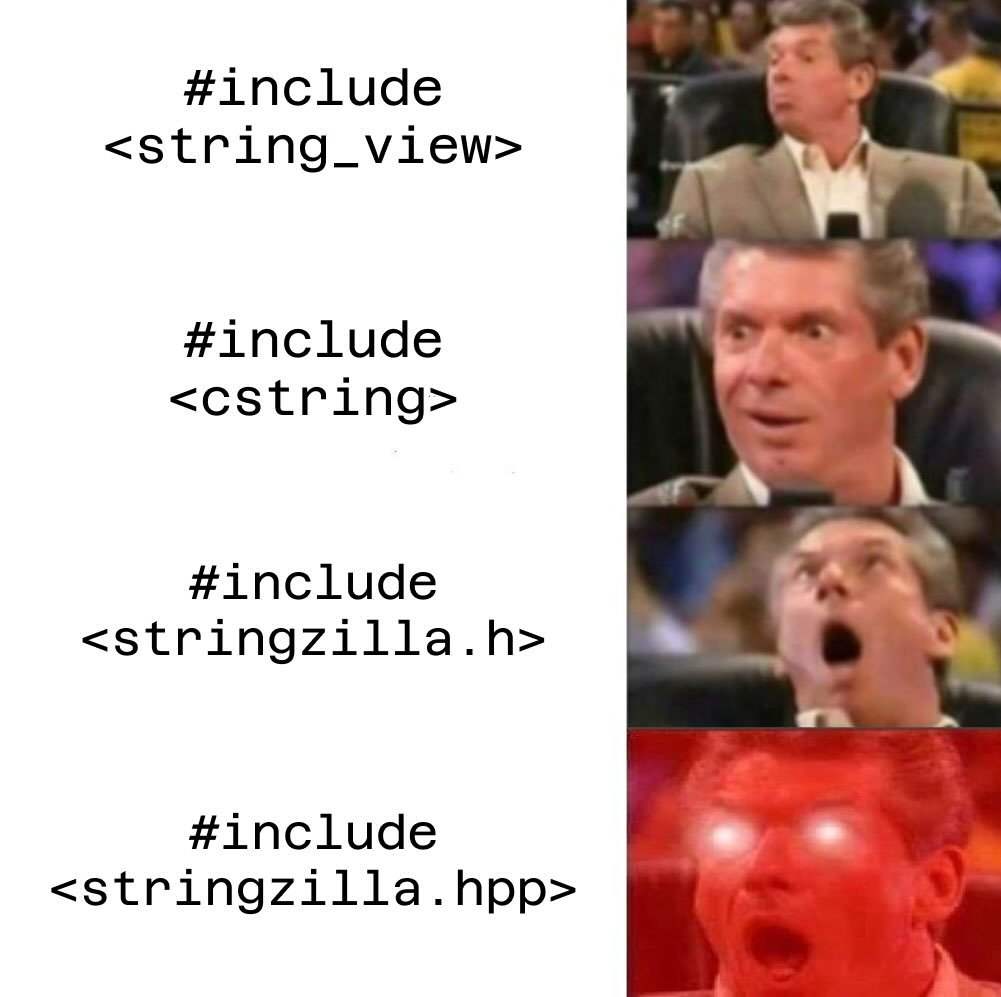 #include
<string_view>
#include
<cstring>
#include
<stringzilla.h>
#include
<stringzilla.hpp>